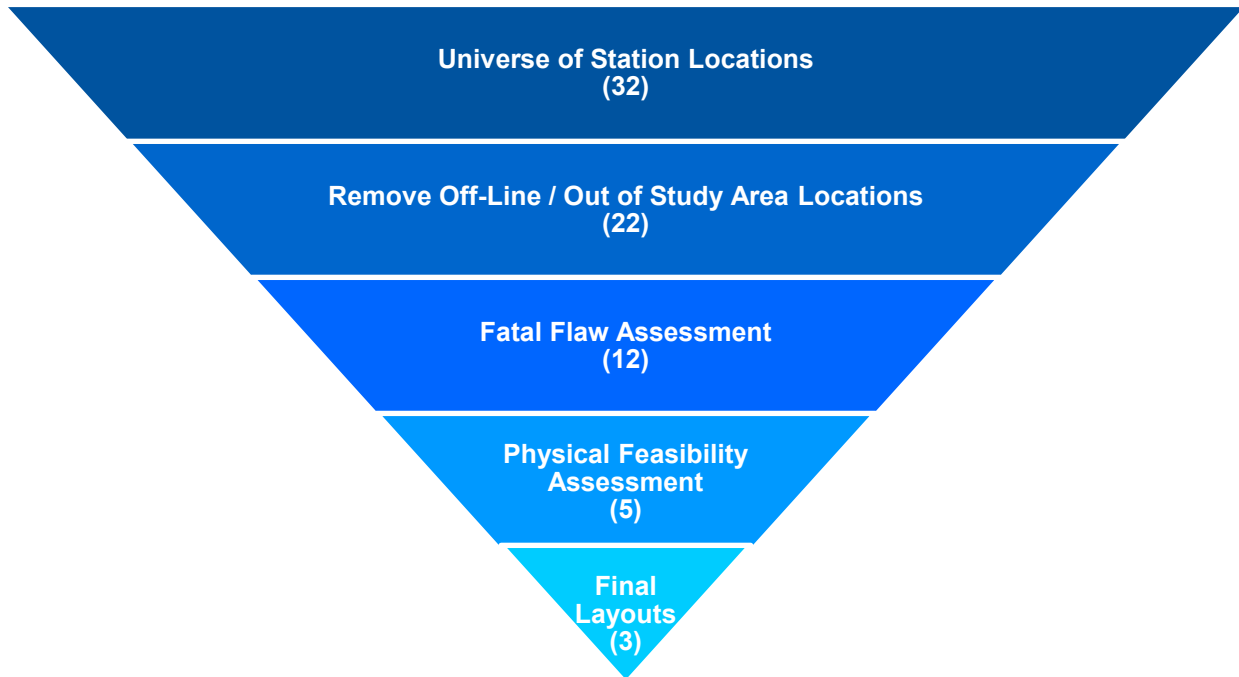 Universe of Station Locations
(32)
Remove Off-Line / Out of Study Area Locations
(22)
Fatal Flaw Assessment
(12)
Physical Feasibility
Assessment
(5)
Final
Layouts
(3)